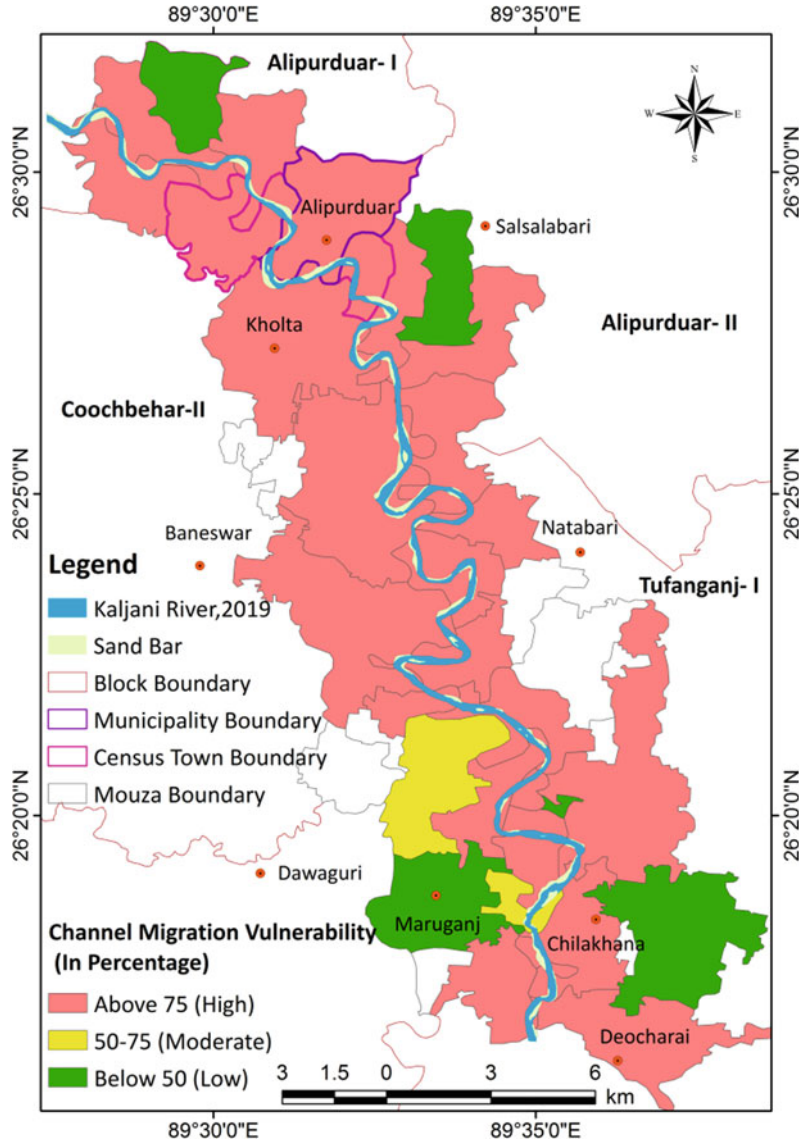 89°30'0"E
89°35'0"E
Alipurduar- I
N
W
E
S
26°30'0"N
26°30'0"N
Alipurduar
Salsalabari
Kholta
Alipurduar- II
Coochbehar-II
26°25'0"N
26°25'0"N
Baneswar
Natabari
Legend
Tufanganj- I
Kaljani River,2019
Sand Bar
Block Boundary
Municipality Boundary
Census Town Boundary
Mouza Boundary
26°20'0"N
26°20'0"N
Dawaguri
Maruganj
Chilakhana
Channel Migration Vulnerability
(In Percentage)
Above 75 (High)
50-75 (Moderate)
Below 50 (Low)
Deocharai
3 1.5 0 3 6
km
89°30'0"E
89°35'0"E